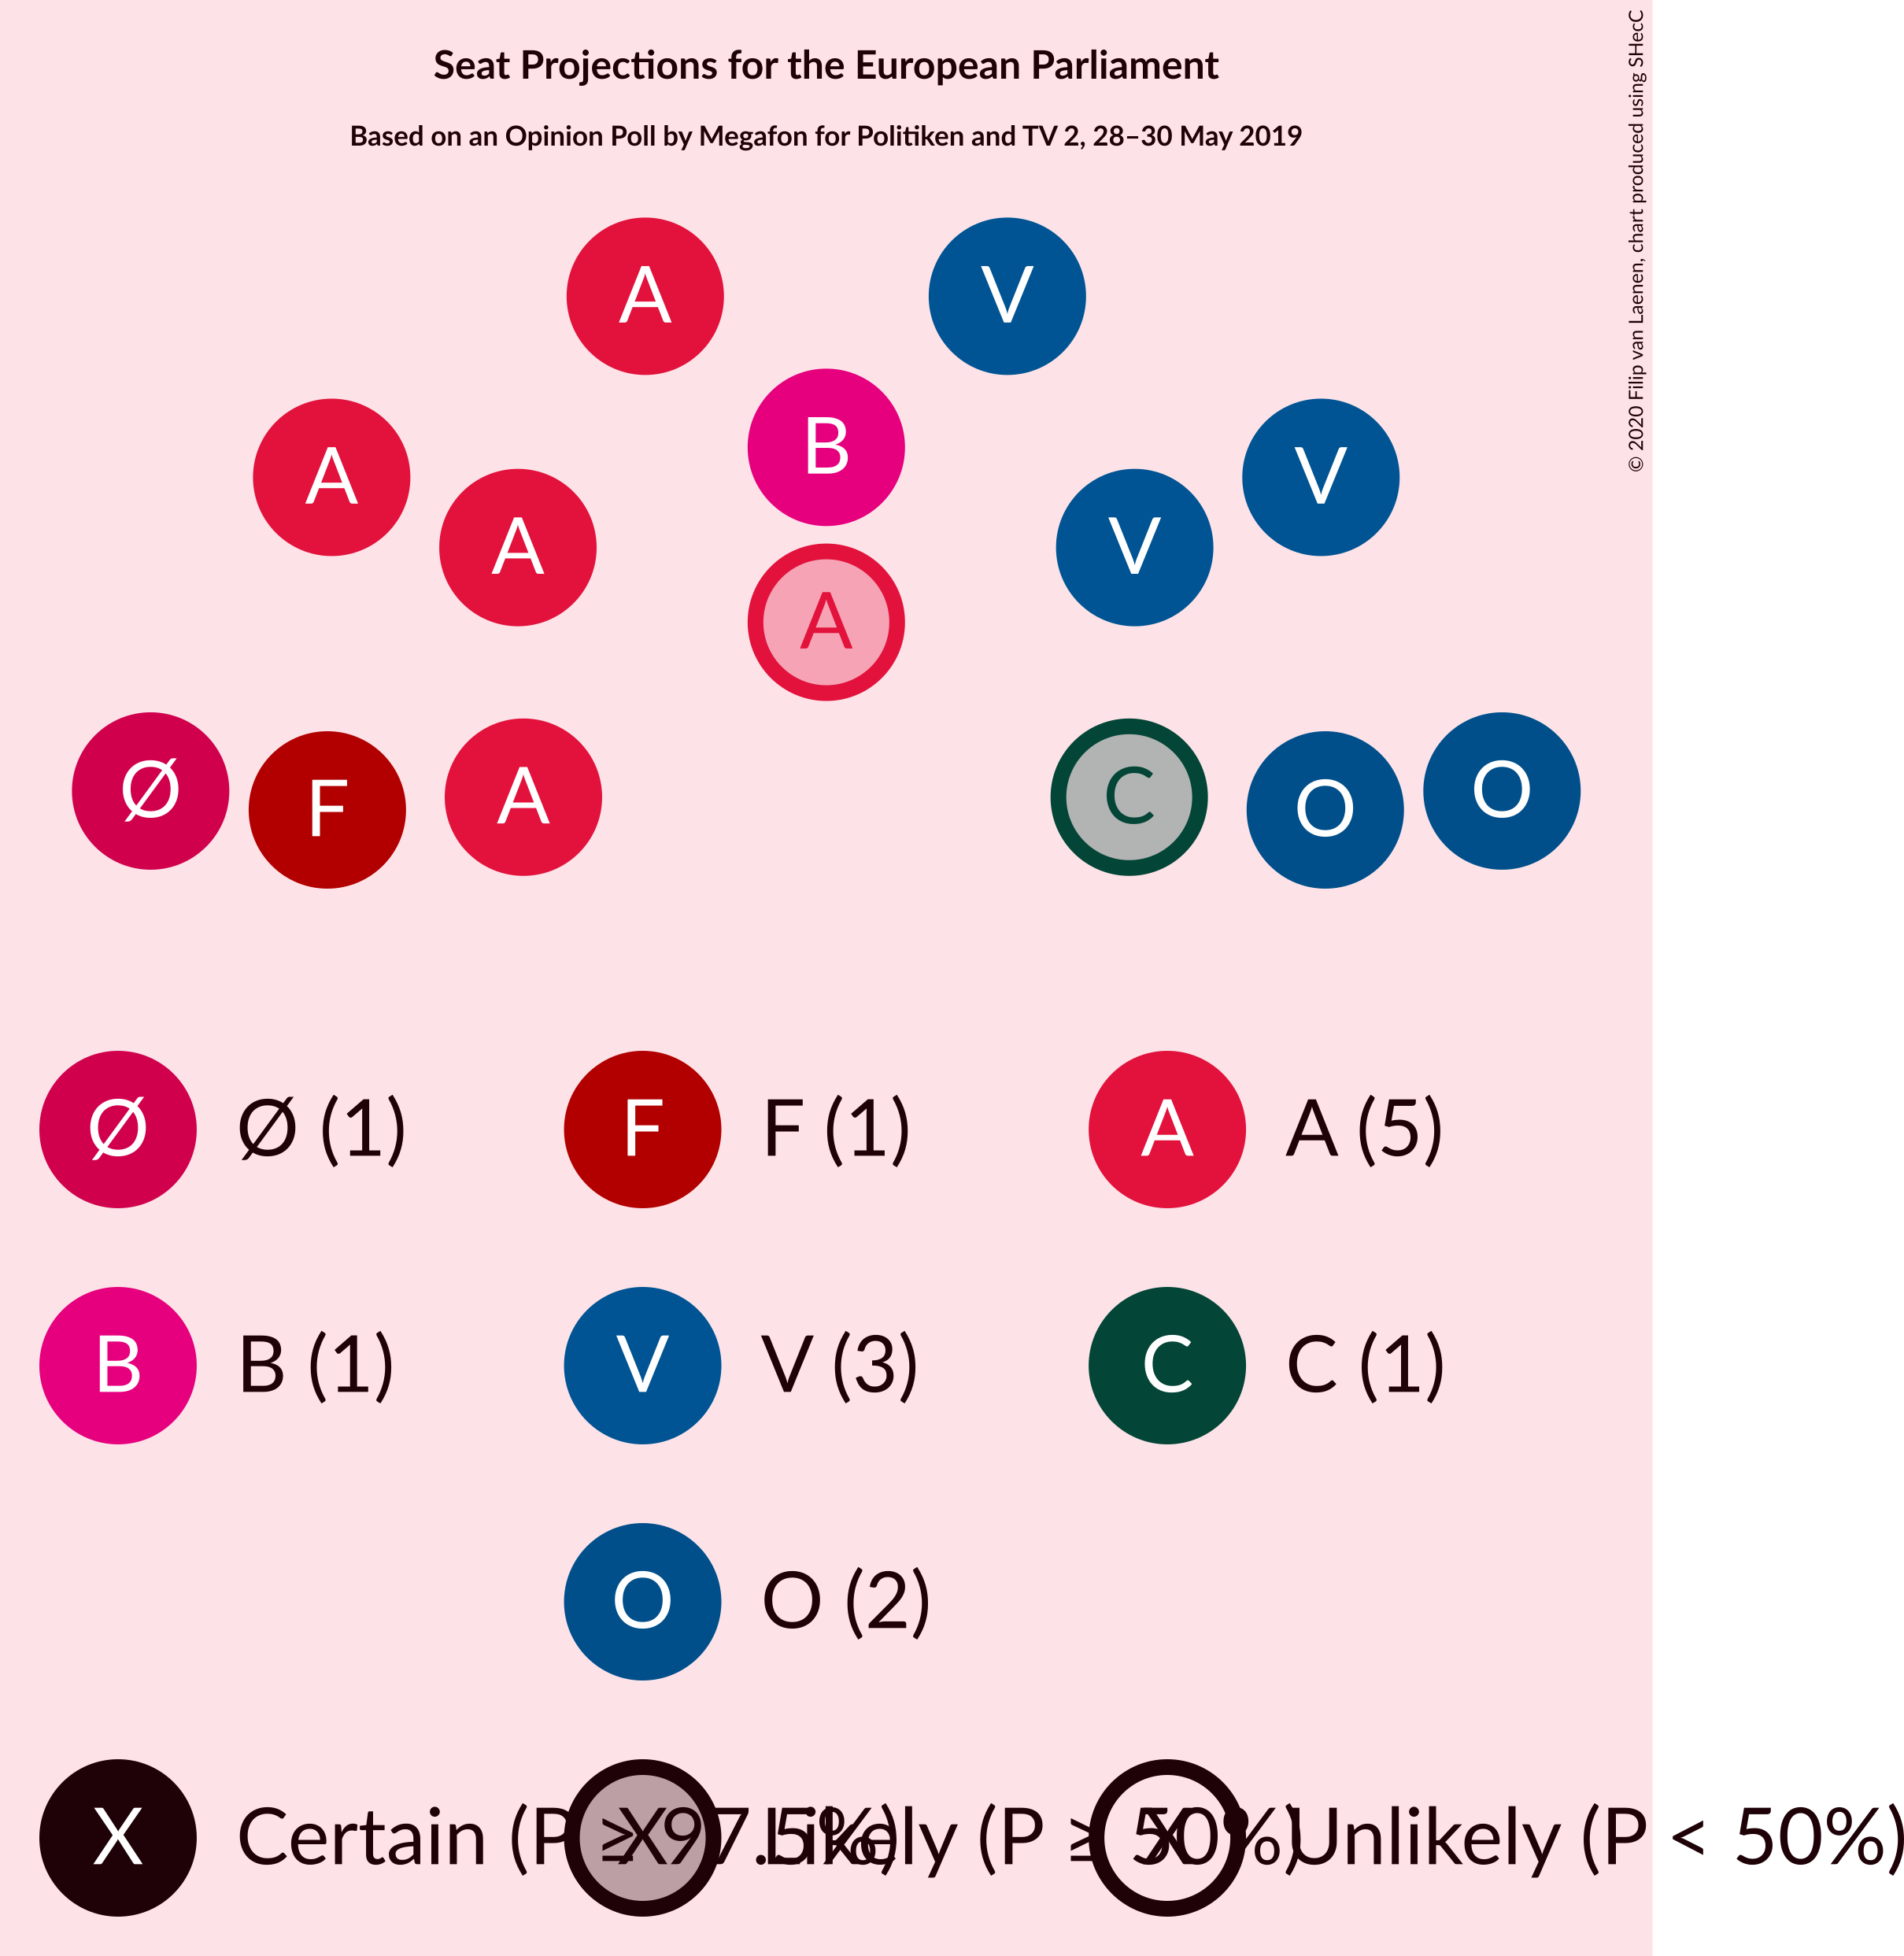 Seat Projections for the European Parliament
Based on an Opinion Poll by Megafon for Politiken and TV 2, 28–30 May 2019
© 2020 Filip van Laenen, chart produced using SHecC
A V
B
A V
A V
A
Ø O
F O
A C
Ø Ø (1) F F (1) A A (5)
B B (1) V V (3) C C (1)
O O (2)
X Certain (P ≥ 97.5%) X Likely (P ≥ 50%) X Unlikely (P < 50%)